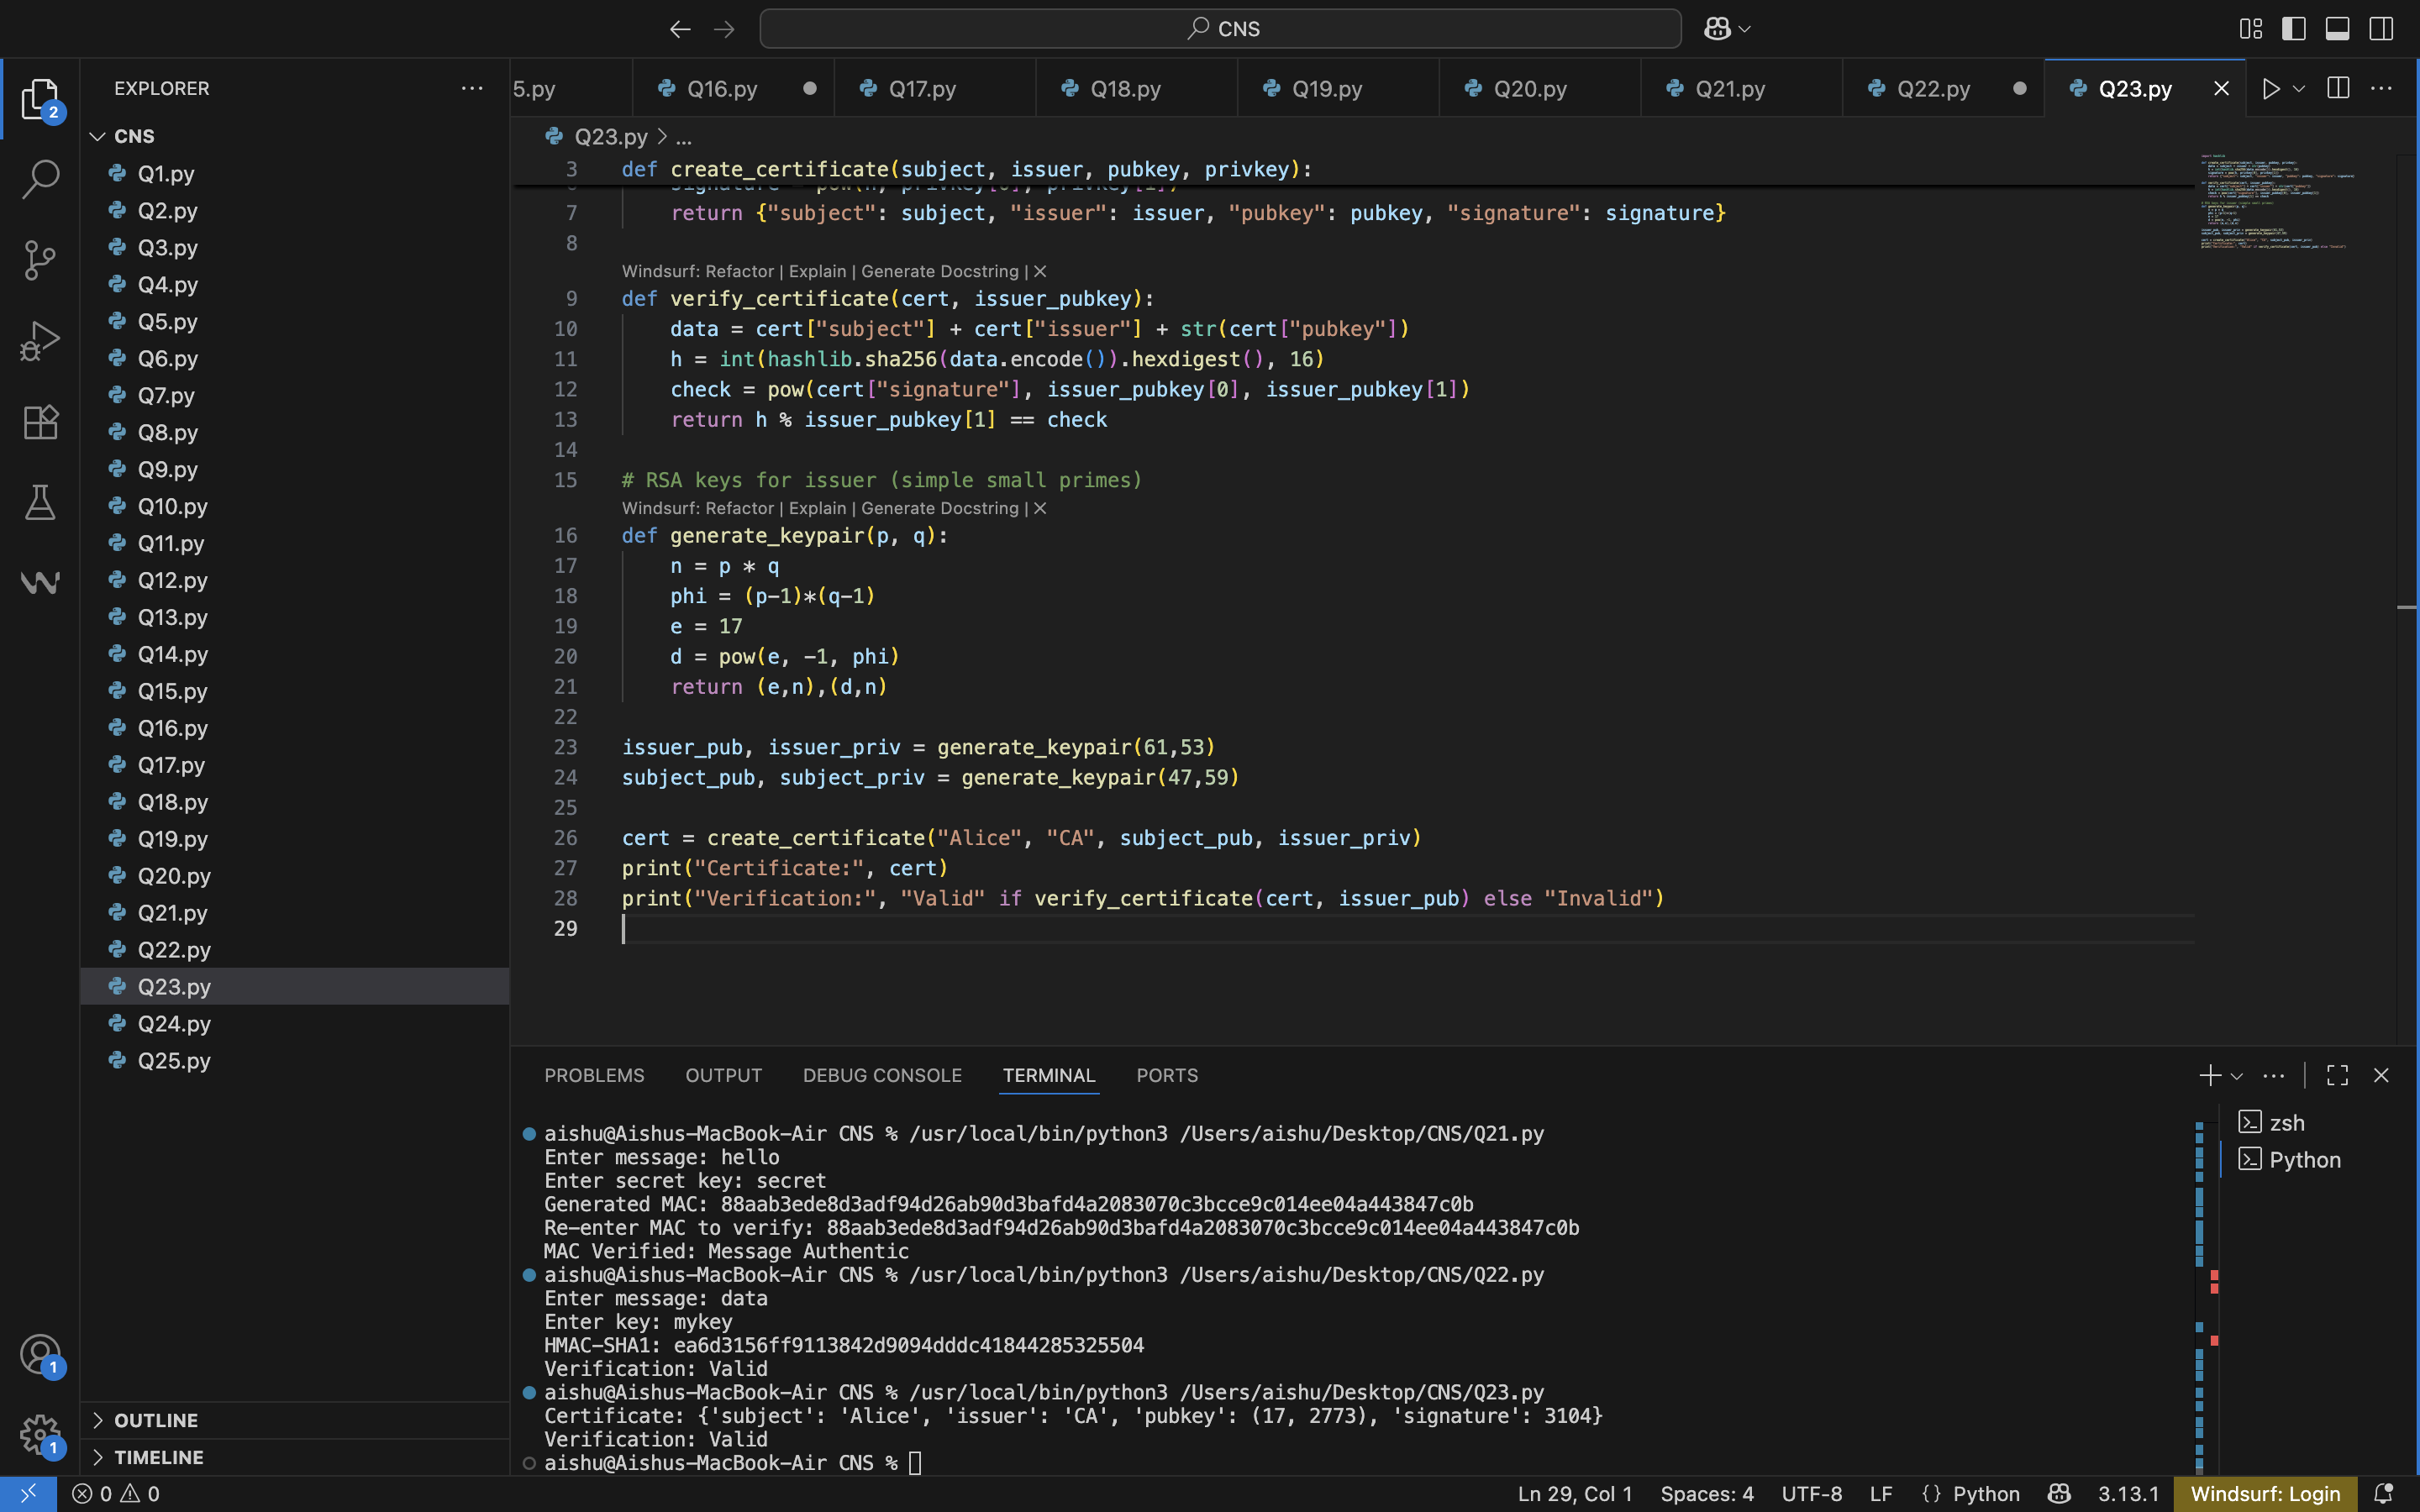 CNS
EXPLORER
2
CNS
Q1.py
Q2.py
Q3.py
Q4.py
Q5.py
Q6.py
Q7.py
Q8.py
Q9.py
Q10.py
Q11.py
Q12.py
Q13.py
Q14.py
Q15.py
Q16.py
Q17.py
Q18.py
Q19.py
Q20.py
Q21.py
Q22.py
Q23.py
Q24.py
Q25.py
OUTLINE
TIMELINE
1
1
5.py Q16.py Q17.py Q18.py Q19.py Q20.py Q21.py Q22.py Q23.py
Q23.py > ...
3 def create_certificate(subject, issuer, pubkey, privkey):
7 return {"subject": subject, "issuer": issuer, "pubkey": pubkey, "signature": signature}
8
Windsurf: Refactor | Explain | Generate Docstring | X
9 def verify_certificate(cert, issuer_pubkey):
10 data = cert["subject"] + cert["issuer"] + str(cert["pubkey"])
11 h = int(hashlib.sha256(data.encode()).hexdigest(), 16)
12 check = pow(cert["signature"], issuer_pubkey[0], issuer_pubkey[1])
13 return h % issuer_pubkey[1] == check
14
15 # RSA keys for issuer (simple small primes)
Windsurf: Refactor | Explain | Generate Docstring | X
16 def generate_keypair(p, q):
17 n = p * q
18 phi = (p-1)*(q-1)
19 e = 17
20 d = pow(e, -1, phi)
21 return (e,n),(d,n)
22
23 issuer_pub, issuer_priv = generate_keypair(61,53)
24 subject_pub, subject_priv = generate_keypair(47,59)
25
26 cert = create_certificate("Alice", "CA", subject_pub, issuer_priv)
27 print("Certificate:", cert)
28 print("Verification:", "Valid" if verify_certificate(cert, issuer_pub) else "Invalid")
29
PROBLEMS OUTPUT DEBUG CONSOLE TERMINAL PORTS
aishu@Aishus-MacBook-Air CNS % /usr/local/bin/python3 /Users/aishu/Desktop/CNS/Q21.py
Enter message: hello
Enter secret key: secret
Generated MAC: 88aab3ede8d3adf94d26ab90d3bafd4a2083070c3bcce9c014ee04a443847c0b
Re-enter MAC to verify: 88aab3ede8d3adf94d26ab90d3bafd4a2083070c3bcce9c014ee04a443847c0b
MAC Verified: Message Authentic
aishu@Aishus-MacBook-Air CNS % /usr/local/bin/python3 /Users/aishu/Desktop/CNS/Q22.py
Enter message: data
Enter key: mykey
HMAC-SHA1: ea6d3156ff9113842d9094dddc41844285325504
Verification: Valid
aishu@Aishus-MacBook-Air CNS % /usr/local/bin/python3 /Users/aishu/Desktop/CNS/Q23.py
Certificate: {'subject': 'Alice', 'issuer': 'CA', 'pubkey': (17, 2773), 'signature': 3104}
Verification: Valid
aishu@Aishus-MacBook-Air CNS %
zsh
Python
0 0
Ln 29, Col 1 Spaces: 4 UTF-8 LF {} Python 3.13.1 Windsurf: Login